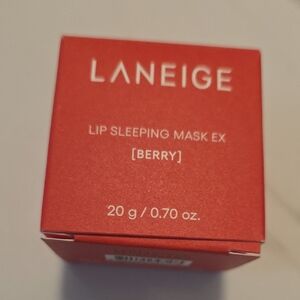 LANEIGE
LIP SLEEPING MASK EX
[BERRY]
20 g / 0.70 oz.